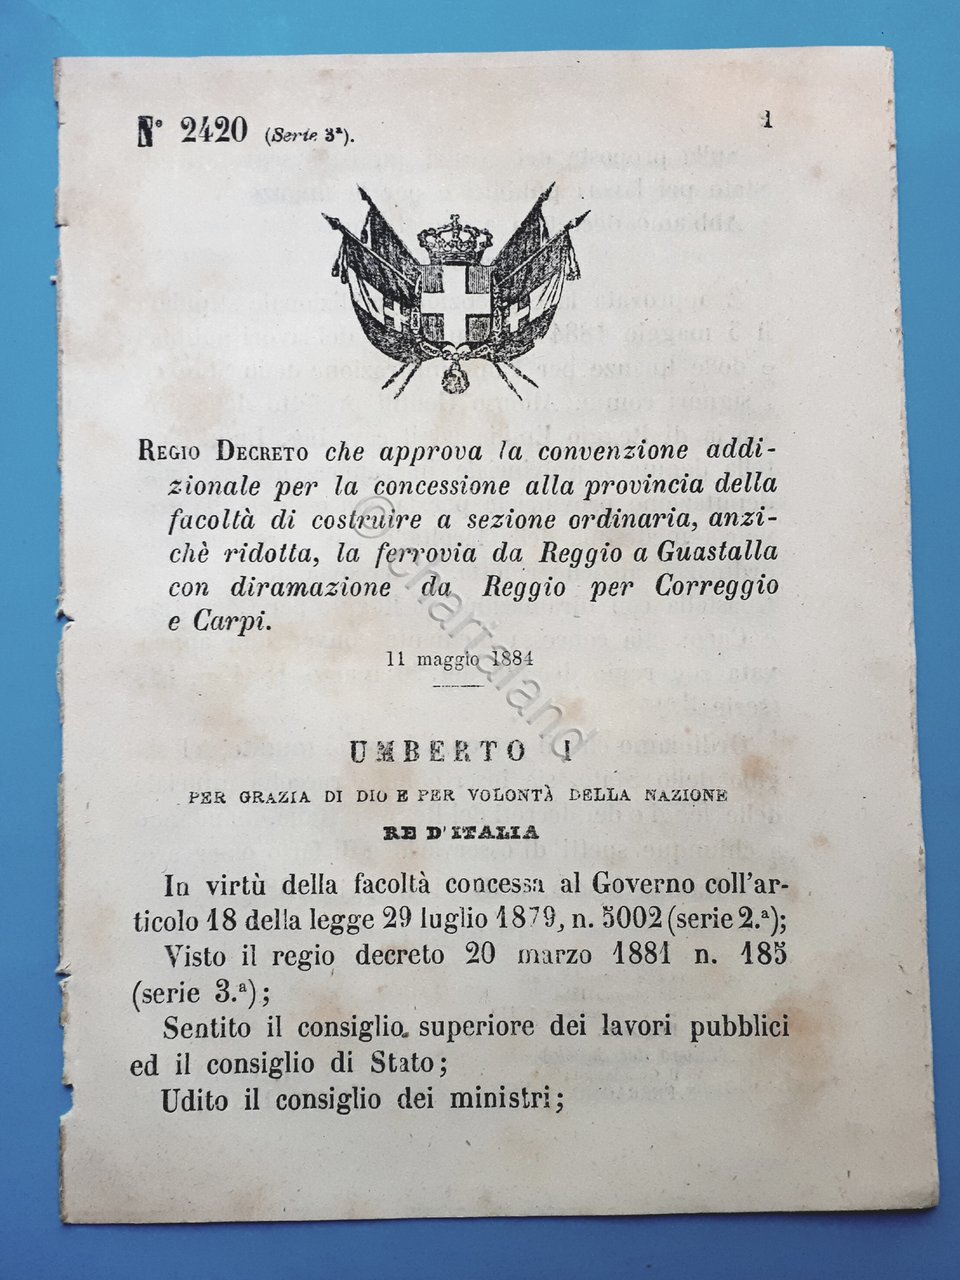 N° 2420 (Serie 3ª).
1
REGIO DECRETO che approva la convenzione addi-
zionale per la concessione alla provincia della
facoltà di costruire a sezione ordinaria, anzi-
chè ridotta, la ferrovia da Reggio a Guastalla
con diramazione da Reggio per Correggio
e Carpi.
11 maggio 1884
UMBERTO I
PER GRAZIA DI DIO E PER VOLONTÀ DELLA NAZIONE
RE D'ITALIA
In virtù della facoltà concessa al Governo coll'ar-
ticolo 18 della legge 29 luglio 1879, n. 5002 (serie 2.ª);
Visto il regio decreto 20 marzo 1881 n. 185
(serie 3.ª);
Sentito il consiglio superiore dei lavori pubblici
ed il consiglio di Stato;
Udito il consiglio dei ministri;
© chartaland